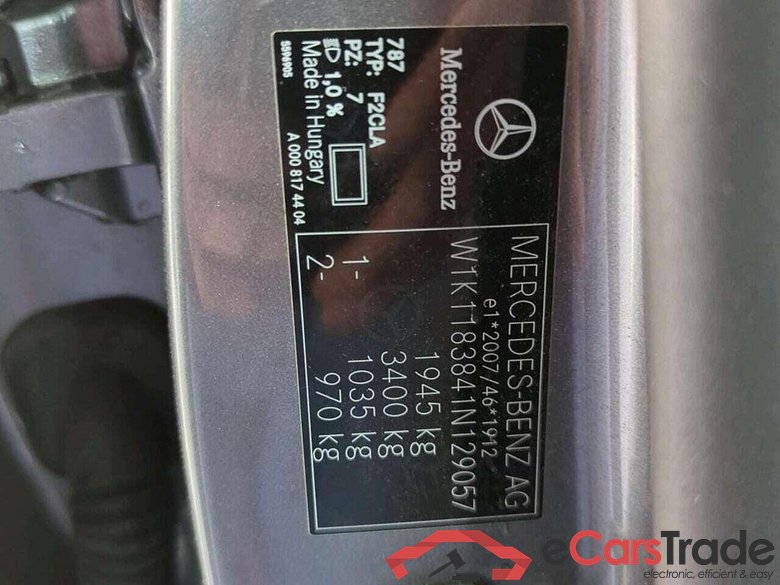 Mercedes-Benz
787
TYP: F2CLA
PZ: 7
1,0 %
Made in Hungary
A 000 817 44 04
5596905
MERCEDES-BENZ AG
e1*2007/46*1912
W1K1183841N129057
1945 kg
3400 kg
1- 1035 kg
2- 970 kg
eCarsTrade
electronic, efficient & easy